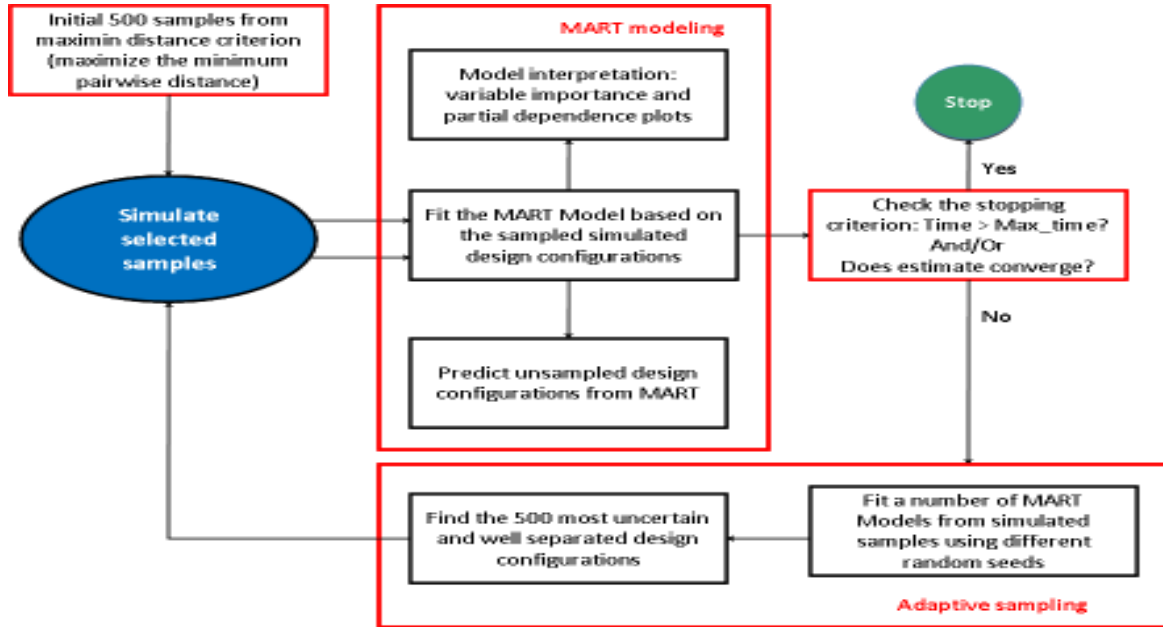 Initial 500 samples from
maximin distance criterion
(maximize the minimum
pairwise distance)
MART modeling
Model interpretation:
variable importance and
partial dependence plots
Stop
Yes
Simulate
selected
samples
Fit the MART Model based on
the sampled simulated
design configurations
Check the stopping
criterion: Time > Max_time?
And/Or
Does estimate converge?
No
Predict unsampled design
configurations from MART
Find the 500 most uncertain
and well separated design
configurations
Fit a number of MART
Models from simulated
samples using different
random seeds
Adaptive sampling